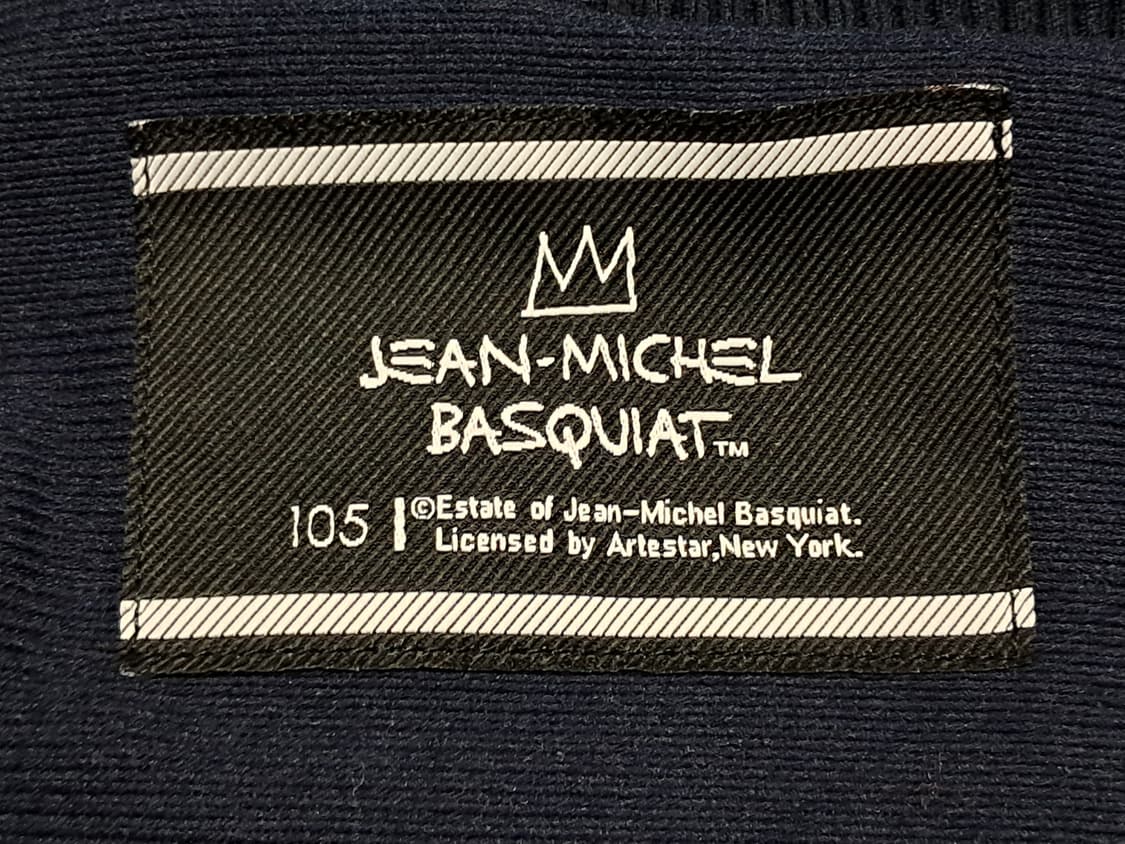 JEAN-MICHEL
BASQUIAT™
105 | ©Estate of Jean-Michel Basquiat.
Licensed by Artestar,New York.